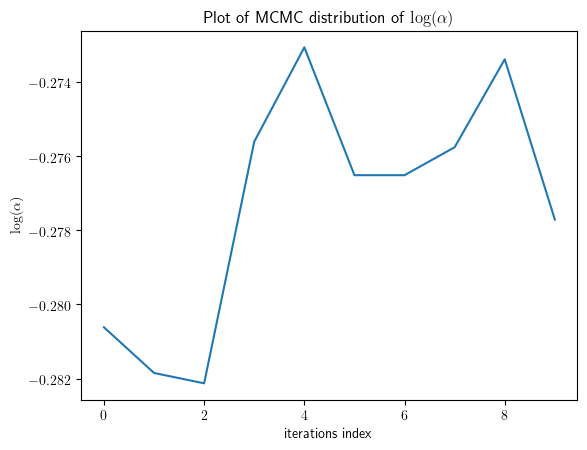 Plot of MCMC distribution of log(α)
−0.274
−0.276
−0.278
−0.280
−0.282
log(α)
0 2 4 6 8
iterations index